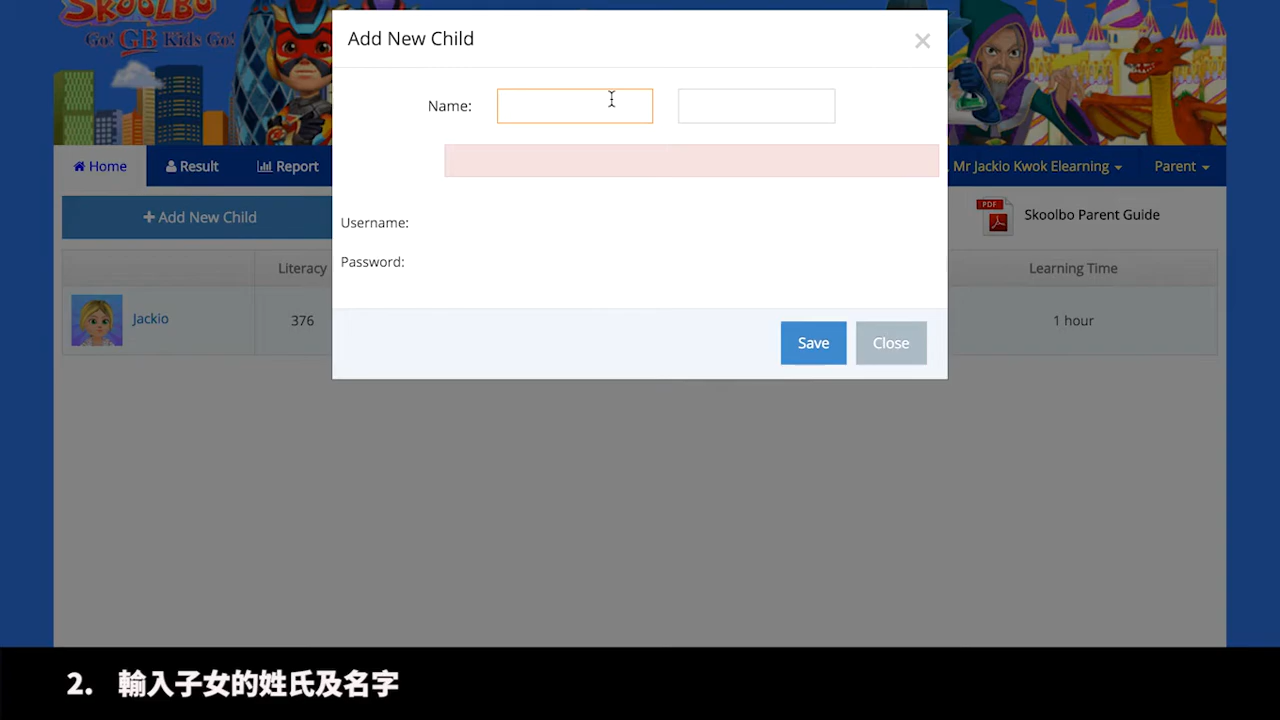 SKOOLBO
Go! GB Kids Go!
Add New Child
×
Name:
Home
Result
Report
Mr Jackio Kwok Elearning
Parent
+ Add New Child
PDF
Skoolbo Parent Guide
Username:
Password:
Literacy
Learning Time
Jackio
376
1 hour
Save
Close
2. 輸入子女的姓氏及名字